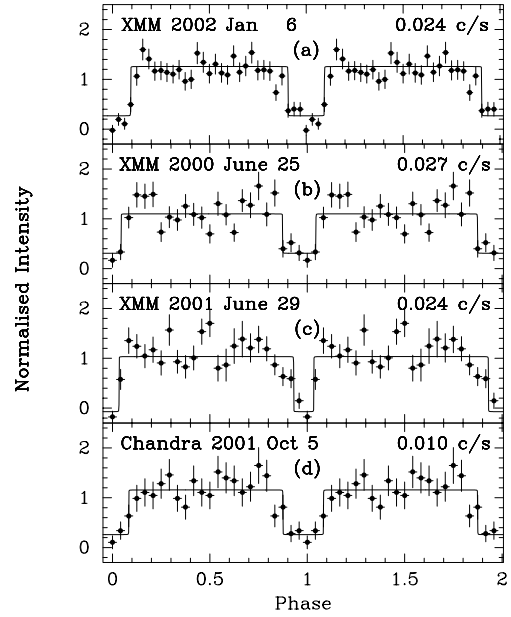 XMM 2002 Jan 6 0.024 c/s
(a)
2
1
0
XMM 2000 June 25 0.027 c/s
(b)
2
1
0
XMM 2001 June 29 0.024 c/s
(c)
2
1
0
Chandra 2001 Oct 5 0.010 c/s
(d)
2
1
0
Normalised Intensity
0 0.5 1 1.5 2
Phase